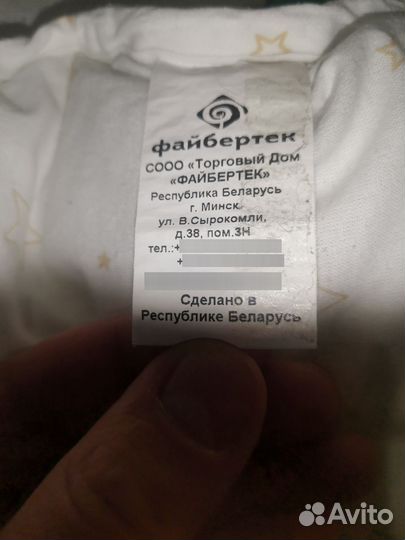 файбертек
СООО «Торговый Дом
«ФАЙБЕРТЕК»
Республика Беларусь
г. Минск
ул. В.Сырокомли,
д.38, пом.3Н
тел.:+
+
Сделано в
Республике Беларусь
Avito